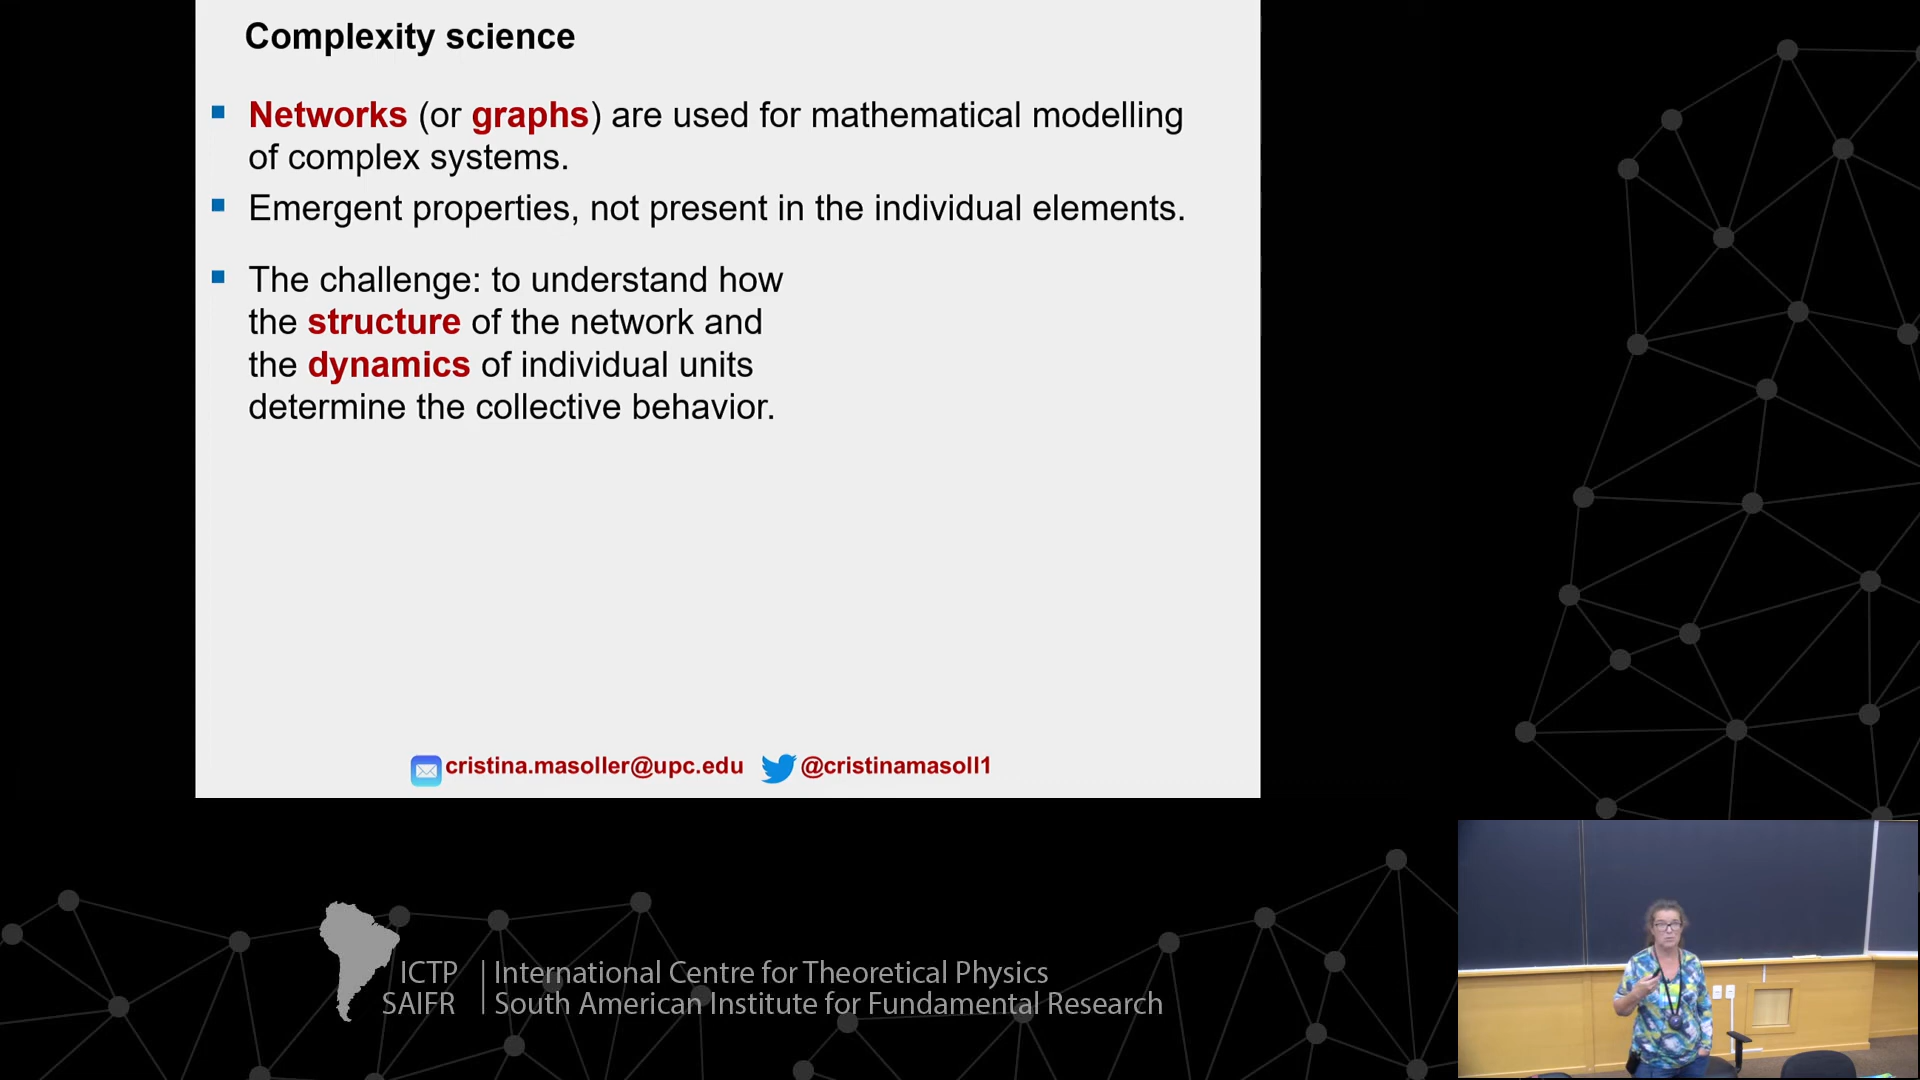 Complexity science
Networks (or graphs) are used for mathematical modelling
of complex systems.
Emergent properties, not present in the individual elements.
The challenge: to understand how
the structure of the network and
the dynamics of individual units
determine the collective behavior.
cristina.masoller@upc.edu @cristinamasoll1
ICTP International Centre for Theoretical Physics
SAIFR South American Institute for Fundamental Research